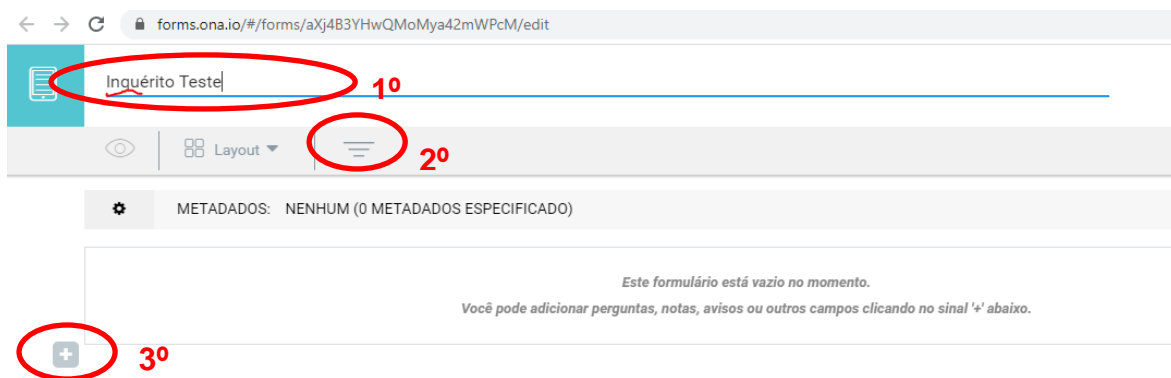 forms.ona.io/#/forms/aXj4B3YHwQMoMya42mWPcM/edit
Inquérito Teste
1º
Layout
2º
METADADOS: NENHUM (0 METADADOS ESPECIFICADO)
Este formulário está vazio no momento.
Você pode adicionar perguntas, notas, avisos ou outros campos clicando no sinal '+' abaixo.
3º